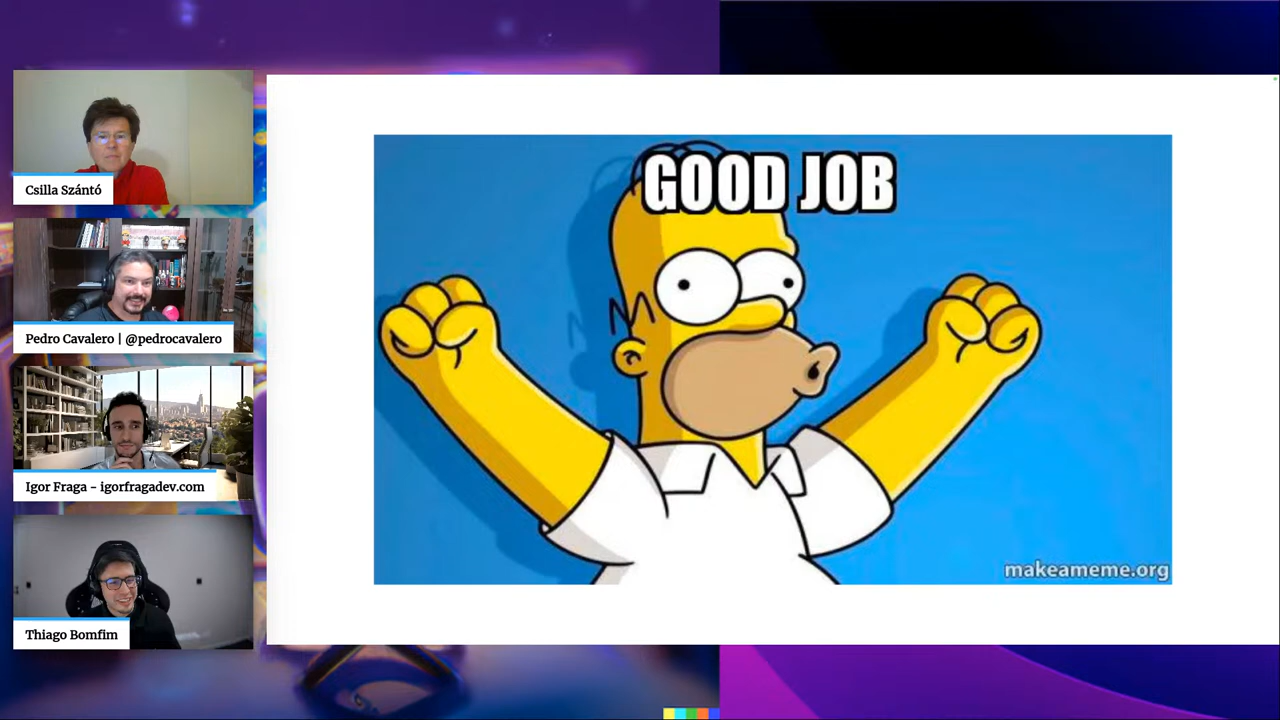 Csilla Szántó
Pedro Cavalero | @pedrocavalero
Igor Fraga - igorfragadev.com
Thiago Bomfim
GOOD JOB
makeameme.org